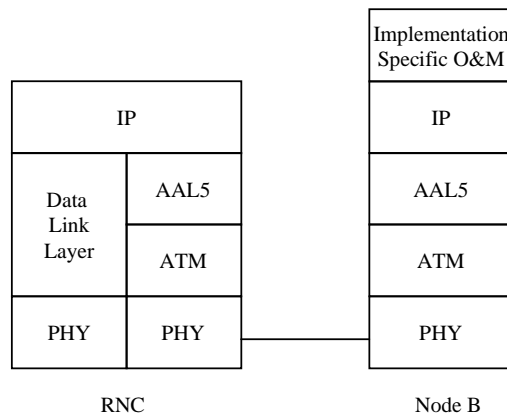 Implementation
Specific O&M
IP
IP
AAL5
AAL5
Data
Link
Layer
ATM
ATM
PHY
PHY
PHY
RNC
Node B